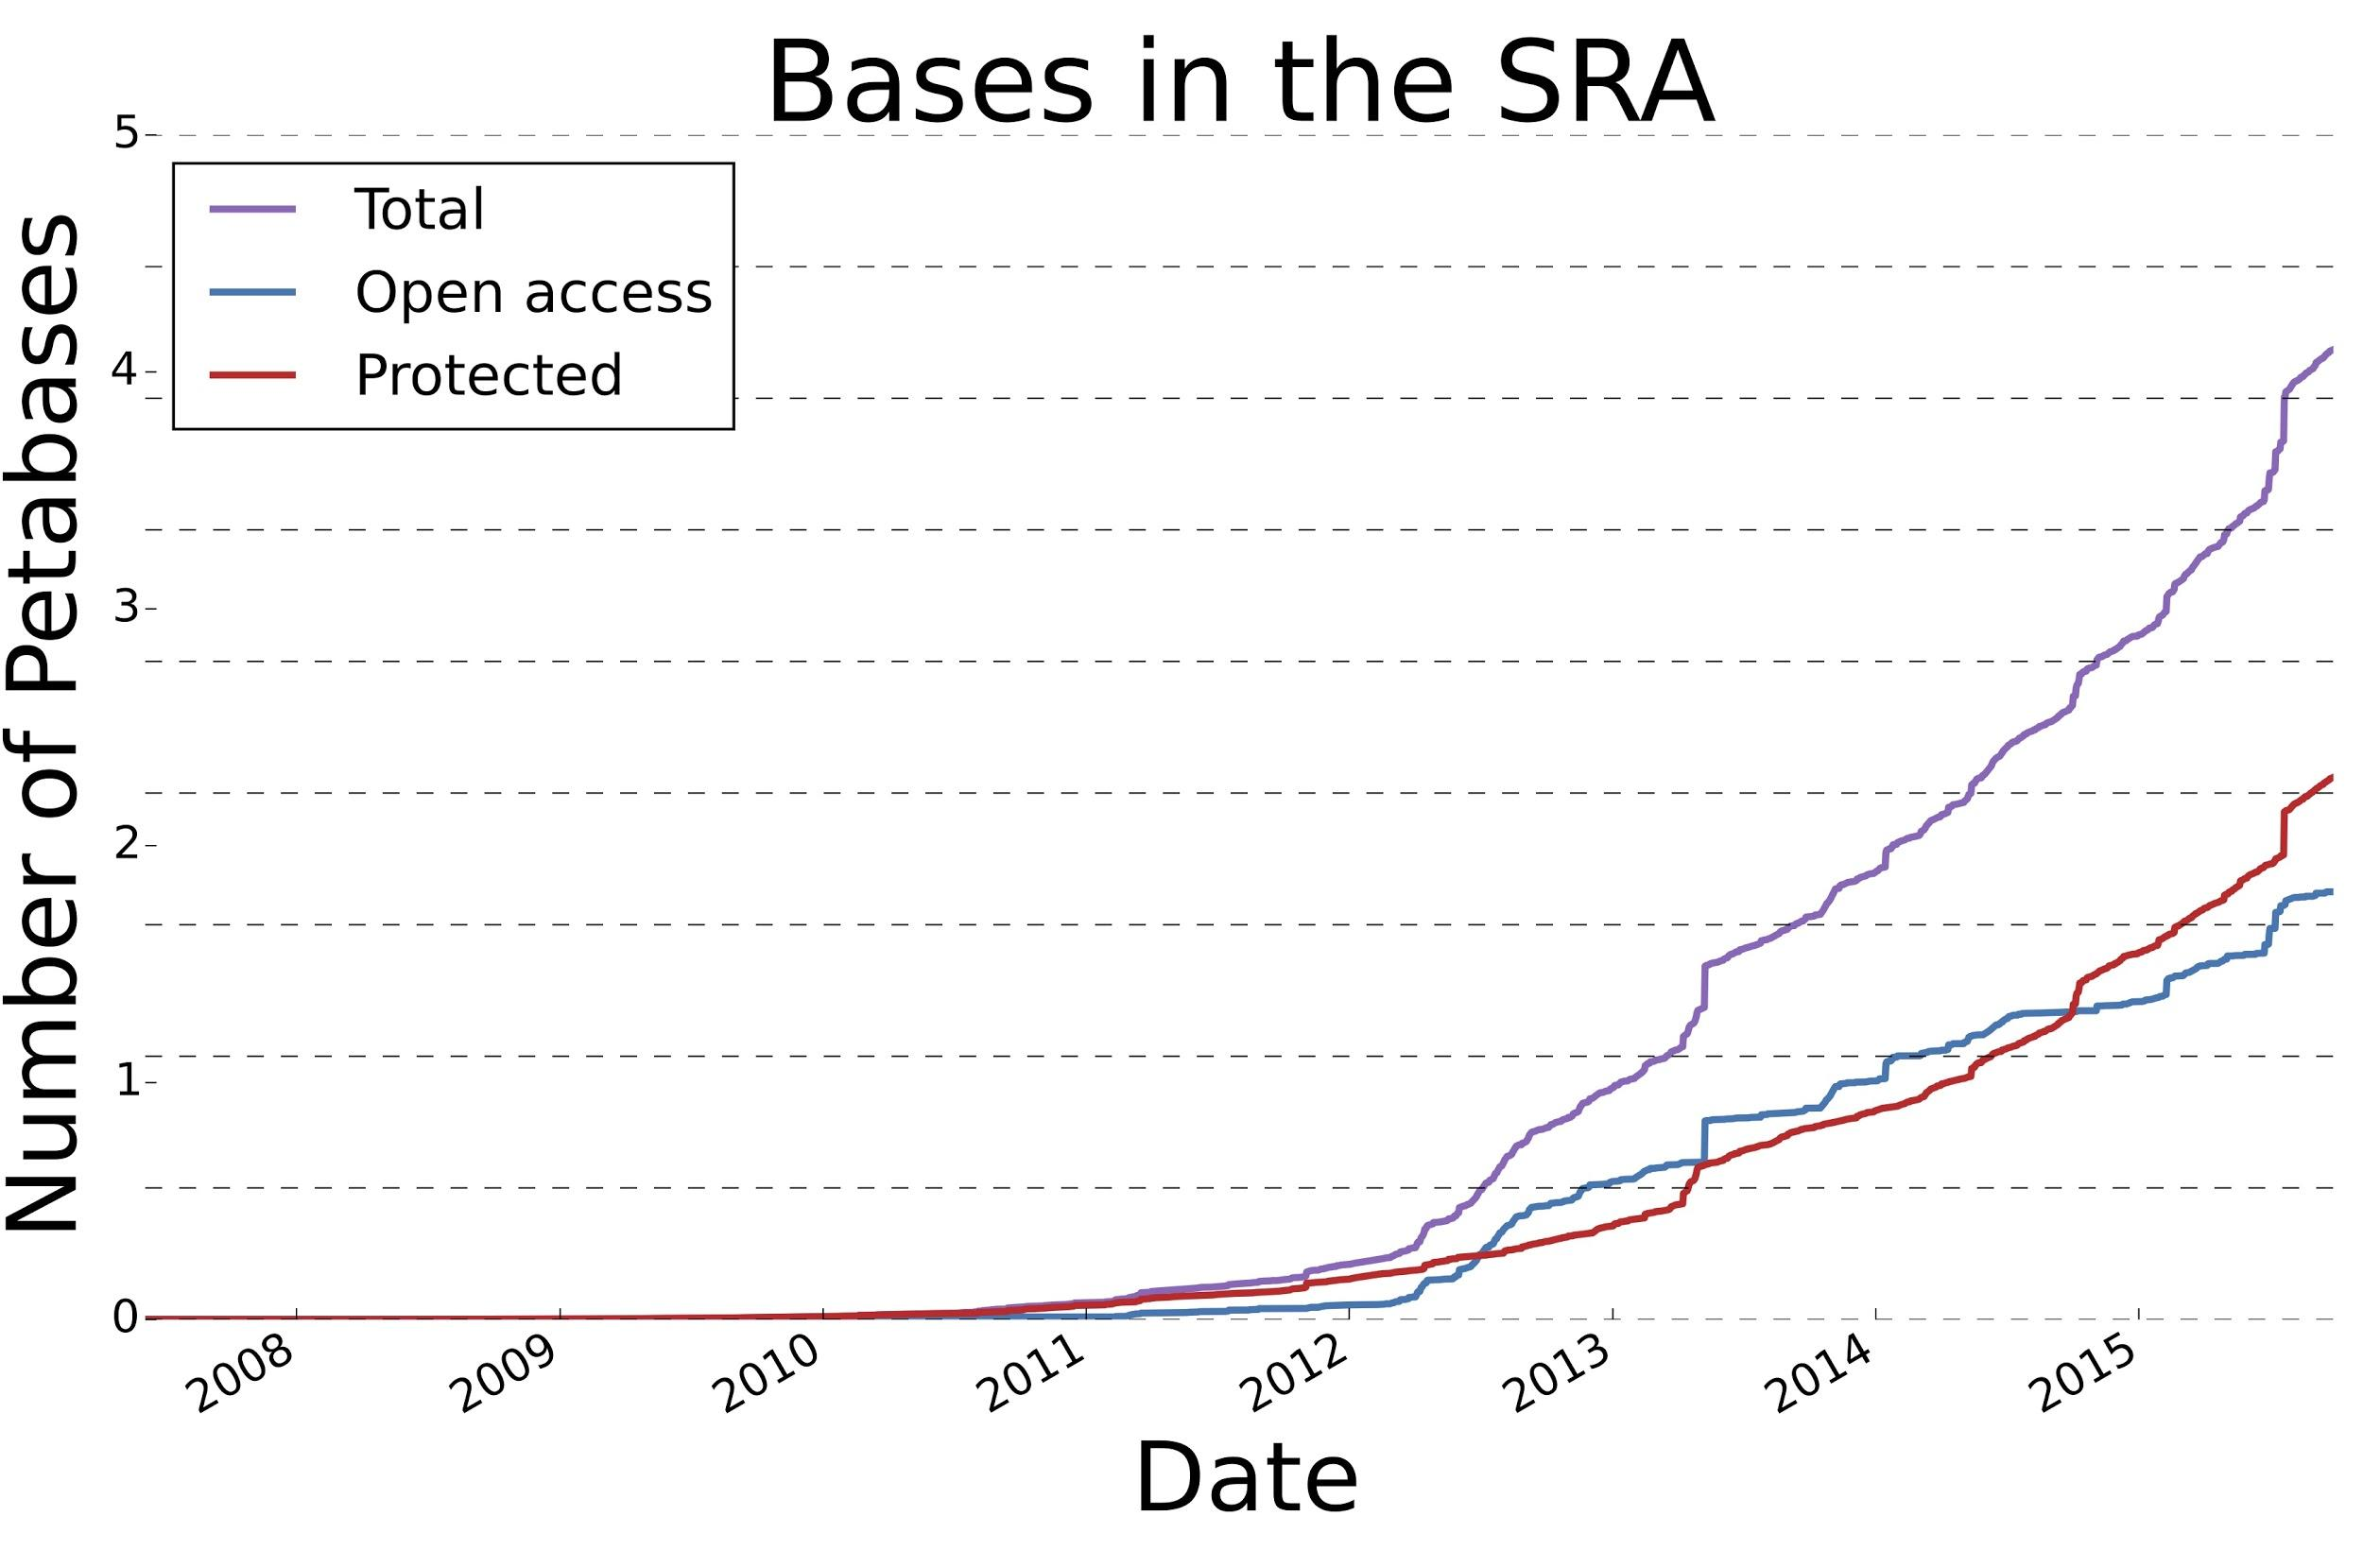 Bases in the SRA
Number of Petabases
5
4
3
2
1
0
Total
Open access
Protected
2008
2009
2010
2011
2012
2013
2014
2015
Date